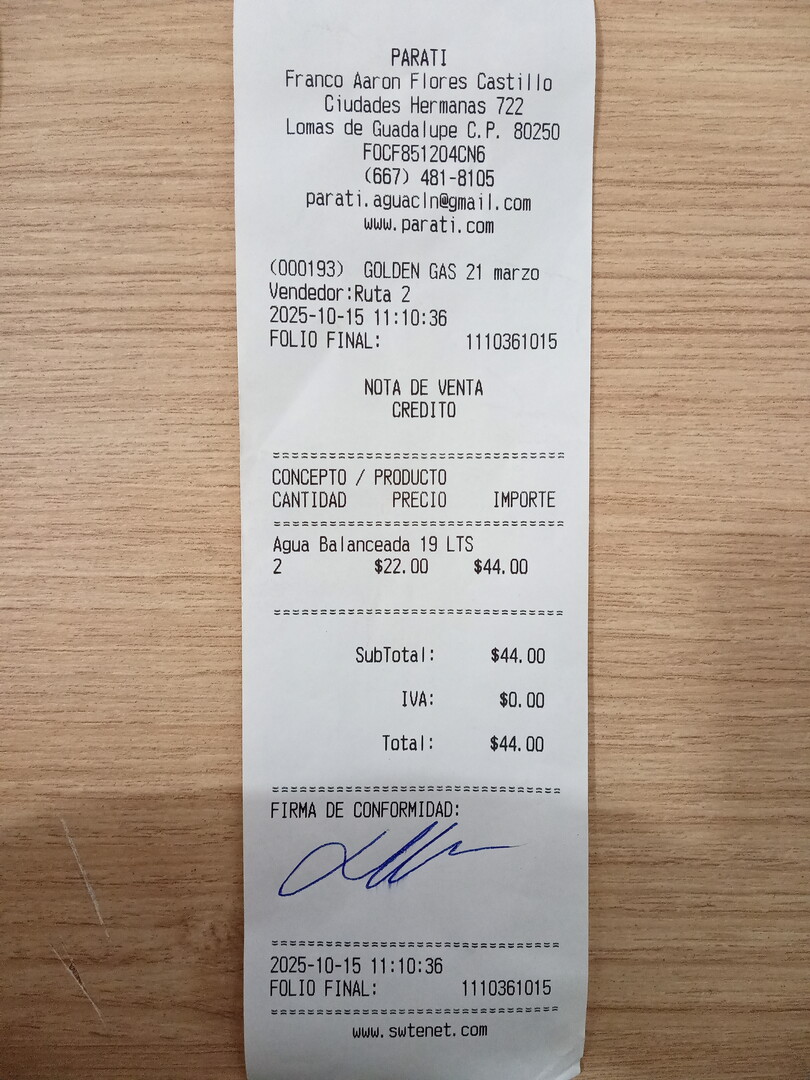 PARATI
Franco Aaron Flores Castillo
Ciudades Hermanas 722
Lomas de Guadalupe C.P. 80250
FOCF851204CN6
(667) 481-8105
parati.aguacln@gmail.com
www.parati.com
(000193) GOLDEN GAS 21 marzo
Vendedor:Ruta 2
2025-10-15 11:10:36
FOLIO FINAL: 1110361015
NOTA DE VENTA
CREDITO
==============================
CONCEPTO / PRODUCTO
CANTIDAD PRECIO IMPORTE
==============================
Agua Balanceada 19 LTS
2 $22.00 $44.00
==============================
SubTotal: $44.00
IVA: $0.00
Total: $44.00
==============================
FIRMA DE CONFORMIDAD:
==============================
2025-10-15 11:10:36
FOLIO FINAL: 1110361015
==============================
www.swtenet.com